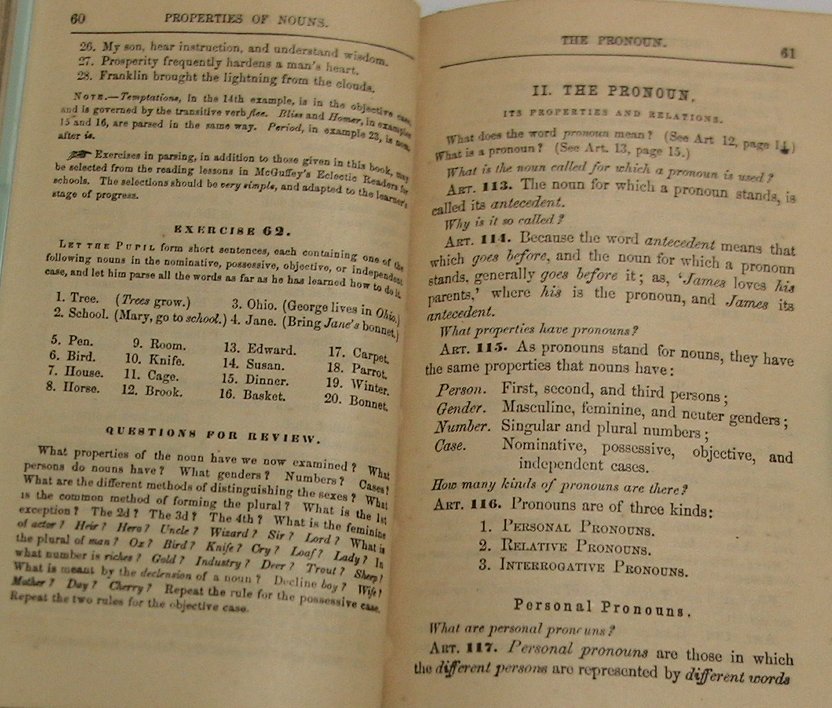 60 PROPERTIES OF NOUNS.
26. My son, hear instruction, and understand wisdom.
27. Prosperity frequently hardens a man's heart.
28. Franklin brought the lightning from the clouds.
NOTE.—Temptations, in the 14th example, is in the objective case,
and is governed by the transitive verb flee. Bliss and Homer, in examples
15 and 16, are parsed in the same way. Period, in example 23, is nom.
after is.
☞ Exercises in parsing, in addition to those given in this book, may
be selected from the reading lessons in McGuffey's Eclectic Readers for
schools. The selections should be very simple, and adapted to the learner's
stage of progress.
EXERCISE 62.
LET THE PUPIL form short sentences, each containing one of the
following nouns in the nominative, possessive, objective, or independent
case, and let him parse all the words as far as he has learned how to do it.
1. Tree. (Trees grow.) 3. Ohio. (George lives in Ohio.)
2. School. (Mary, go to school.) 4. Jane. (Bring Jane's bonnet.)
5. Pen. 9. Room. 13. Edward. 17. Carpet.
6. Bird. 10. Knife. 14. Susan. 18. Parrot.
7. House. 11. Cage. 15. Dinner. 19. Winter.
8. Horse. 12. Brook. 16. Basket. 20. Bonnet.
QUESTIONS FOR REVIEW.
What properties of the noun have we now examined? What
persons do nouns have? What genders? Numbers? Cases?
What are the different methods of distinguishing the sexes? What
is the common method of forming the plural? What is the 1st
exception? The 2d? The 3d? The 4th? What is the feminine
of actor? Heir? Hero? Uncle? Wizard? Sir? Lord? What is
the plural of man? Ox? Bird? Knife? Cry? Loaf? Lady? In
what number is riches? Gold? Industry? Deer? Trout? Sheep?
What is meant by the declension of a noun? Decline boy? Wife?
Mother? Day? Cherry? Repeat the rule for the possessive case.
Repeat the two rules for the objective case.
THE PRONOUN. 61
II. THE PRONOUN,
ITS PROPERTIES AND RELATIONS.
What does the word pronoun mean? (See Art 12, page 14.)
What is a pronoun? (See Art. 13, page 15.)
What is the noun called for which a pronoun is used?
ART. 113. The noun for which a pronoun stands, is
called its antecedent.
Why is it so called?
ART. 114. Because the word antecedent means that
which goes before, and the noun for which a pronoun
stands, generally goes before it; as, 'James loves his
parents,' where his is the pronoun, and James its
antecedent.
What properties have pronouns?
ART. 115. As pronouns stand for nouns, they have
the same properties that nouns have:
Person. First, second, and third persons;
Gender. Masculine, feminine, and neuter genders;
Number. Singular and plural numbers;
Case. Nominative, possessive, objective, and
independent cases.
How many kinds of pronouns are there?
ART. 116. Pronouns are of three kinds:
1. PERSONAL PRONOUNS.
2. RELATIVE PRONOUNS.
3. INTERROGATIVE PRONOUNS.
Personal Pronouns.
What are personal pronouns?
ART. 117. Personal pronouns are those in which
the different persons are represented by different words